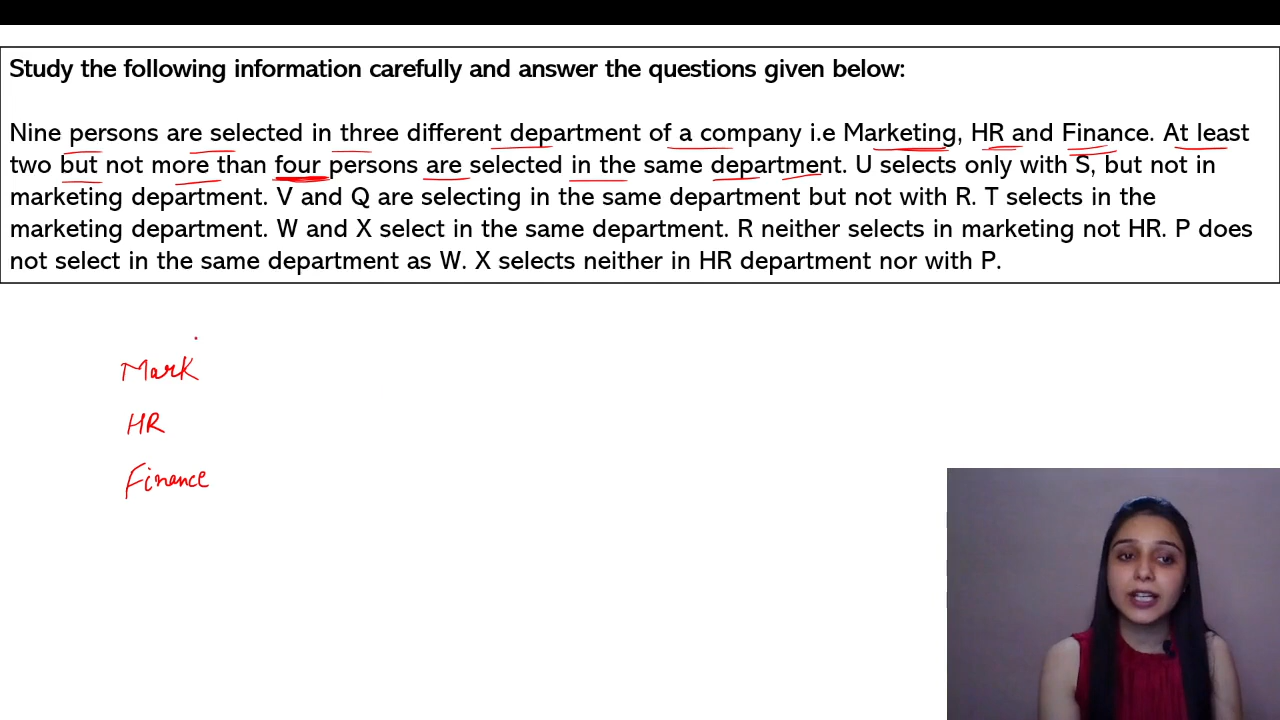 Study the following information carefully and answer the questions given below:
Nine persons are selected in three different department of a company i.e Marketing, HR and Finance. At least
two but not more than four persons are selected in the same department. U selects only with S, but not in
marketing department. V and Q are selecting in the same department but not with R. T selects in the
marketing department. W and X select in the same department. R neither selects in marketing not HR. P does
not select in the same department as W. X selects neither in HR department nor with P.
Mark
HR
Finance